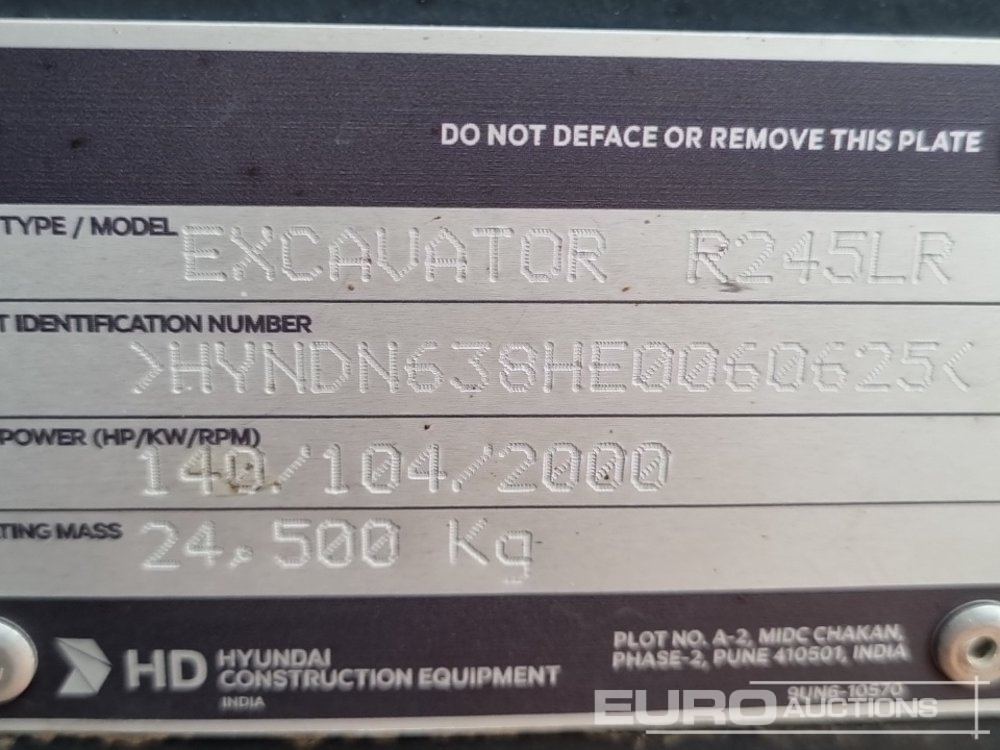 DO NOT DEFACE OR REMOVE THIS PLATE
TYPE / MODEL EXCAVATOR R245LR
T IDENTIFICATION NUMBER
>HYNDN638HE0060625<
POWER (HP/KW/RPM)
140/104/2000
TING MASS 24,500 Kg
HD HYUNDAI
CONSTRUCTION EQUIPMENT
INDIA
PLOT NO. A-2, MIDC CHAKAN,
PHASE-2, PUNE 410501, INDIA
9UN6-10570
EURO AUCTIONS